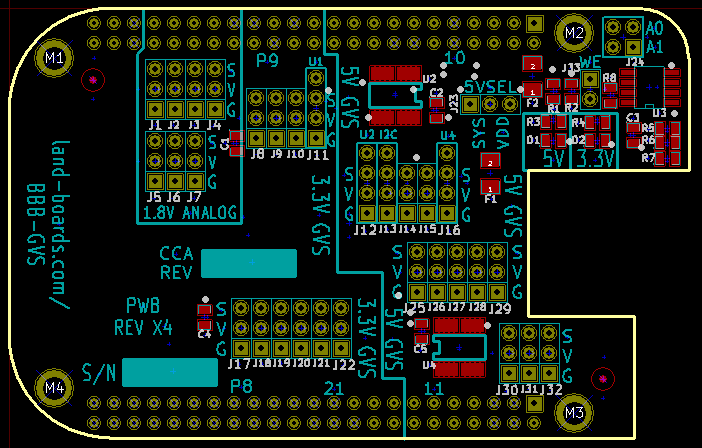 M1
P9
U1
10
M2
A0
A1
J24
S
V
G
J1 J2 J3 J4
J5 J6 J7
1.8V ANALOG
C1
J8 J9 J10 J11
5V GVS
U2
C2
J23
5VSEL
SYS
VDD
F2
J33
WE
R1 R2
R8
U3
R3
R4
D1
D2
C3
R5
R6
R7
5V
3.3V
U2 I2C
U4
S
V
G
J12 J13 J14 J15 J16
F1
5V GVS
3.3V GVS
land-boards.com/
BBB-GVS
CCA
REV
PWB
REV X4
S/N
C4
S
V
G
J17 J18 J19 J20 J21 J22
3.3V GVS
5V GVS
S
V
G
J25 J26 J27 J28 J29
S
V
G
C5
U4
J30 J31 J32
S
V
G
M4
P8
21
11
M3